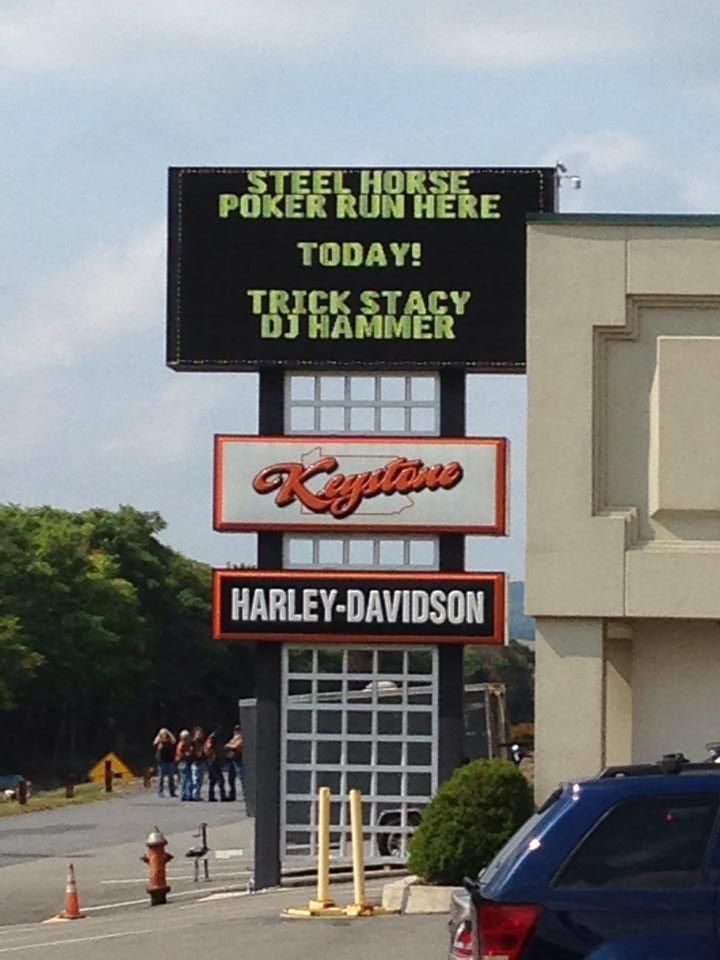 STEEL HORSE
POKER RUN HERE
TODAY!
TRICK STACY
DJ HAMMER
Keystone
HARLEY-DAVIDSON